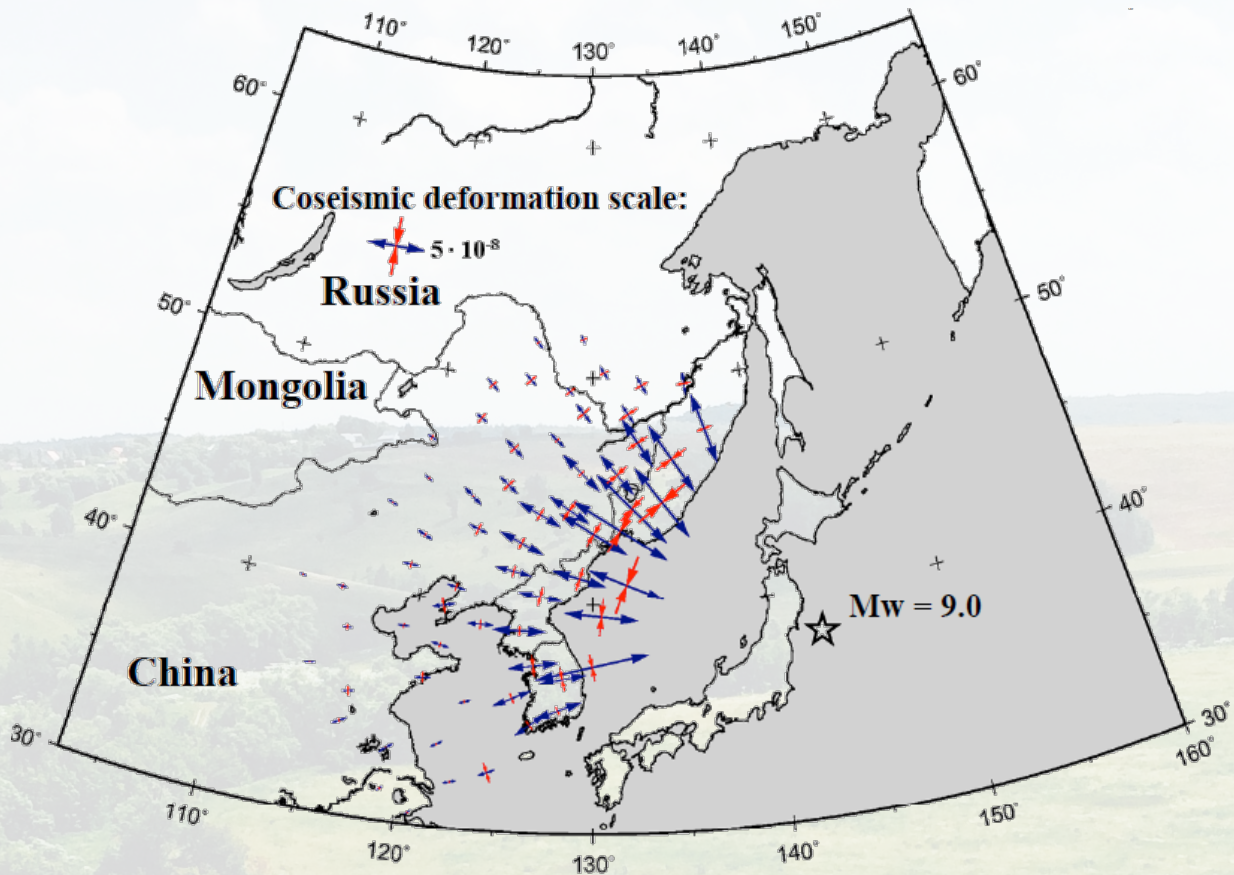 110° 120° 130° 140° 150°
60° 60°
Coseismic deformation scale:
5 · 10⁻⁸
Russia
50° 50°
Mongolia
40° 40°
Mw = 9.0
China
30° 30°
160°
110° 120° 130° 140° 150°